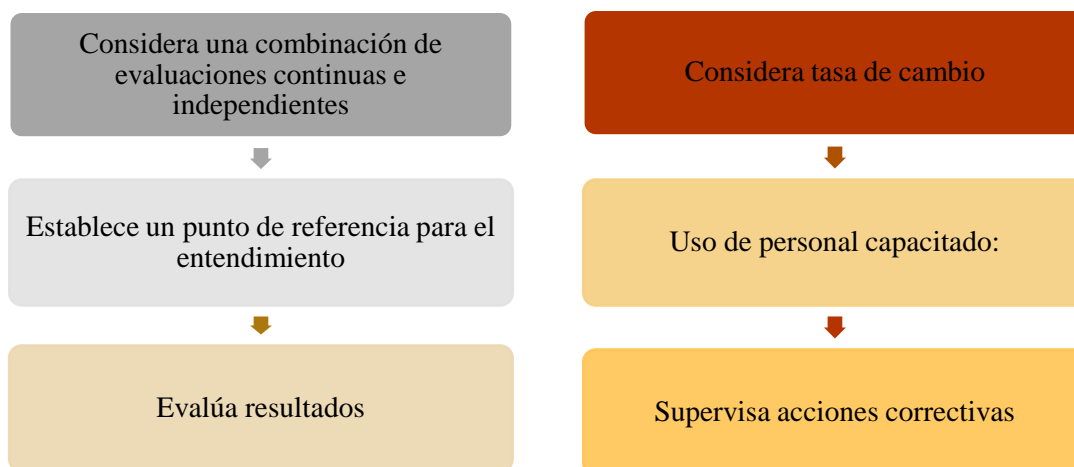 Considera una combinación de
evaluaciones continuas e
independientes
Establece un punto de referencia para el
entendimiento
Evalúa resultados
Considera tasa de cambio
Uso de personal capacitado:
Supervisa acciones correctivas